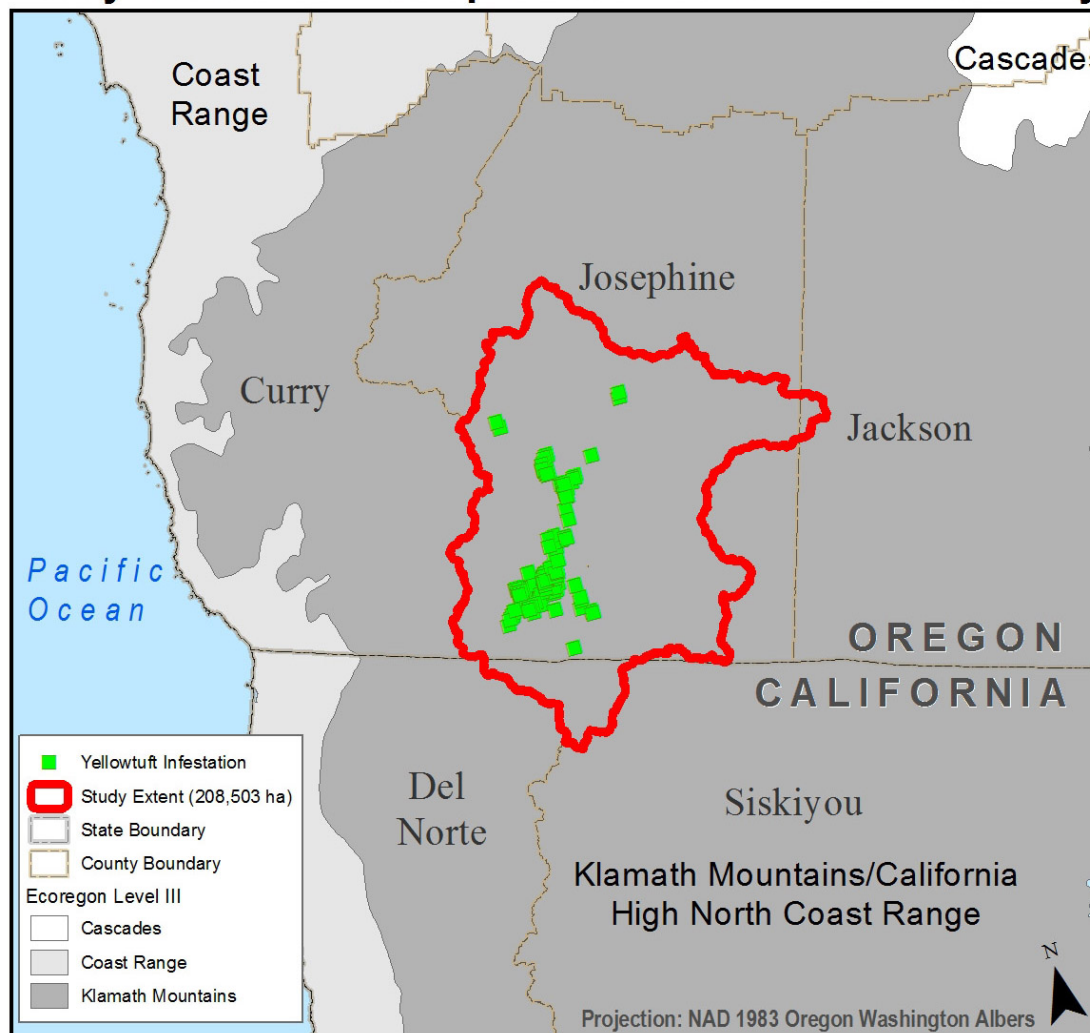 Coast
Range
Cascades
Josephine
Curry
Jackson
Pacific
Ocean
OREGON
CALIFORNIA
Yellowtuft Infestation
Study Extent (208,503 ha)
State Boundary
County Boundary
Ecoregon Level III
Cascades
Coast Range
Klamath Mountains
Del
Norte
Siskiyou
Klamath Mountains/California
High North Coast Range
N
Projection: NAD 1983 Oregon Washington Albers